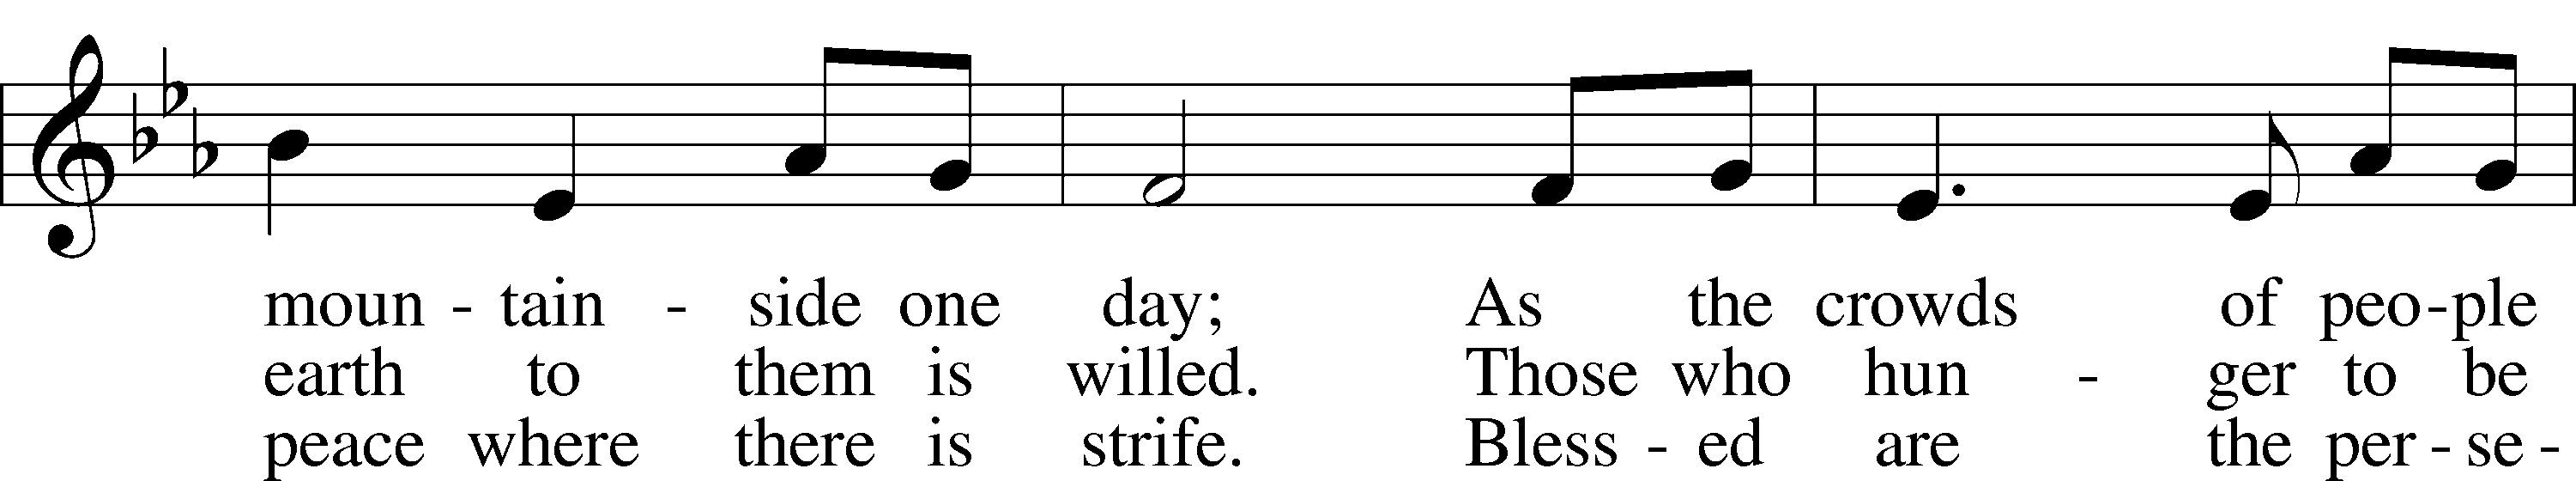 moun - tain - side one day; As the crowds of peo-ple
earth to them is willed. Those who hun - ger to be
peace where there is strife. Bless - ed are the per - se -